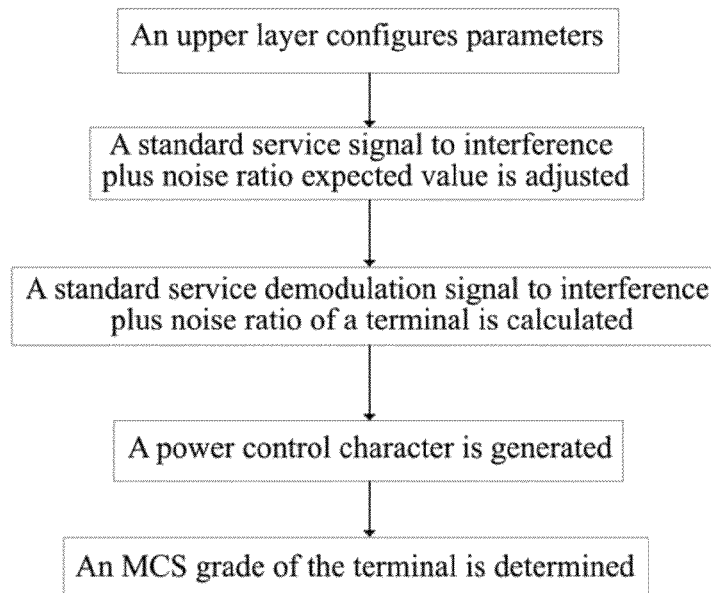 An upper layer configures parameters
A standard service signal to interference
plus noise ratio expected value is adjusted
A standard service demodulation signal to interference
plus noise ratio of a terminal is calculated
A power control character is generated
An MCS grade of the terminal is determined